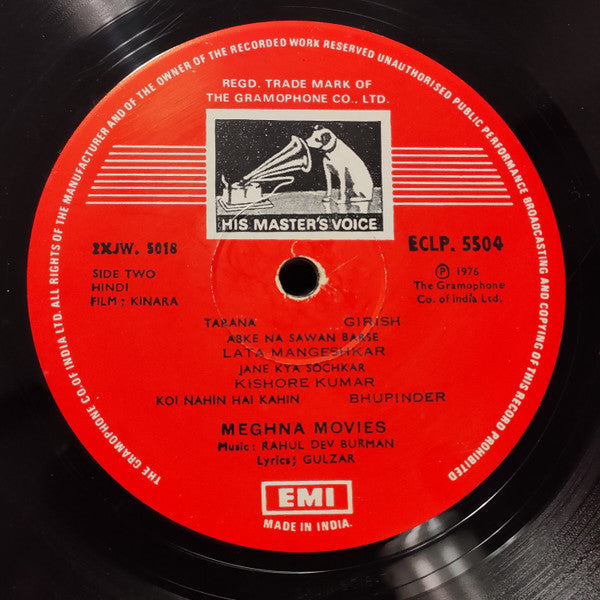 THE GRAMOPHONE CO.OF INDIA LTD. ALL RIGHTS OF THE MANUFACTURER AND OF THE OWNER OF THE RECORDED WORK RESERVED UNAUTHORISED PUBLIC PERFORMANCE BROADCASTING AND COPYING OF THIS RECORD PROHIBITED
REGD. TRADE MARK OF
THE GRAMOPHONE CO., LTD.
HIS MASTER'S VOICE
2XJW. 5018
ECLP. 5504
SIDE TWO
HINDI
FILM ; KINARA
Ⓟ 1976
The Gramophone
Co. of India Ltd.
TARANA GIRISH
ABKE NA SAWAN BARSE
LATA MANGESHKAR
JANE KYA SOCHKAR
KISHORE KUMAR
KOI NAHIN HAI KAHIN BHUPINDER
MEGHNA MOVIES
Music: RAHUL DEV BURMAN
Lyrics; GULZAR
EMI
MADE IN INDIA.